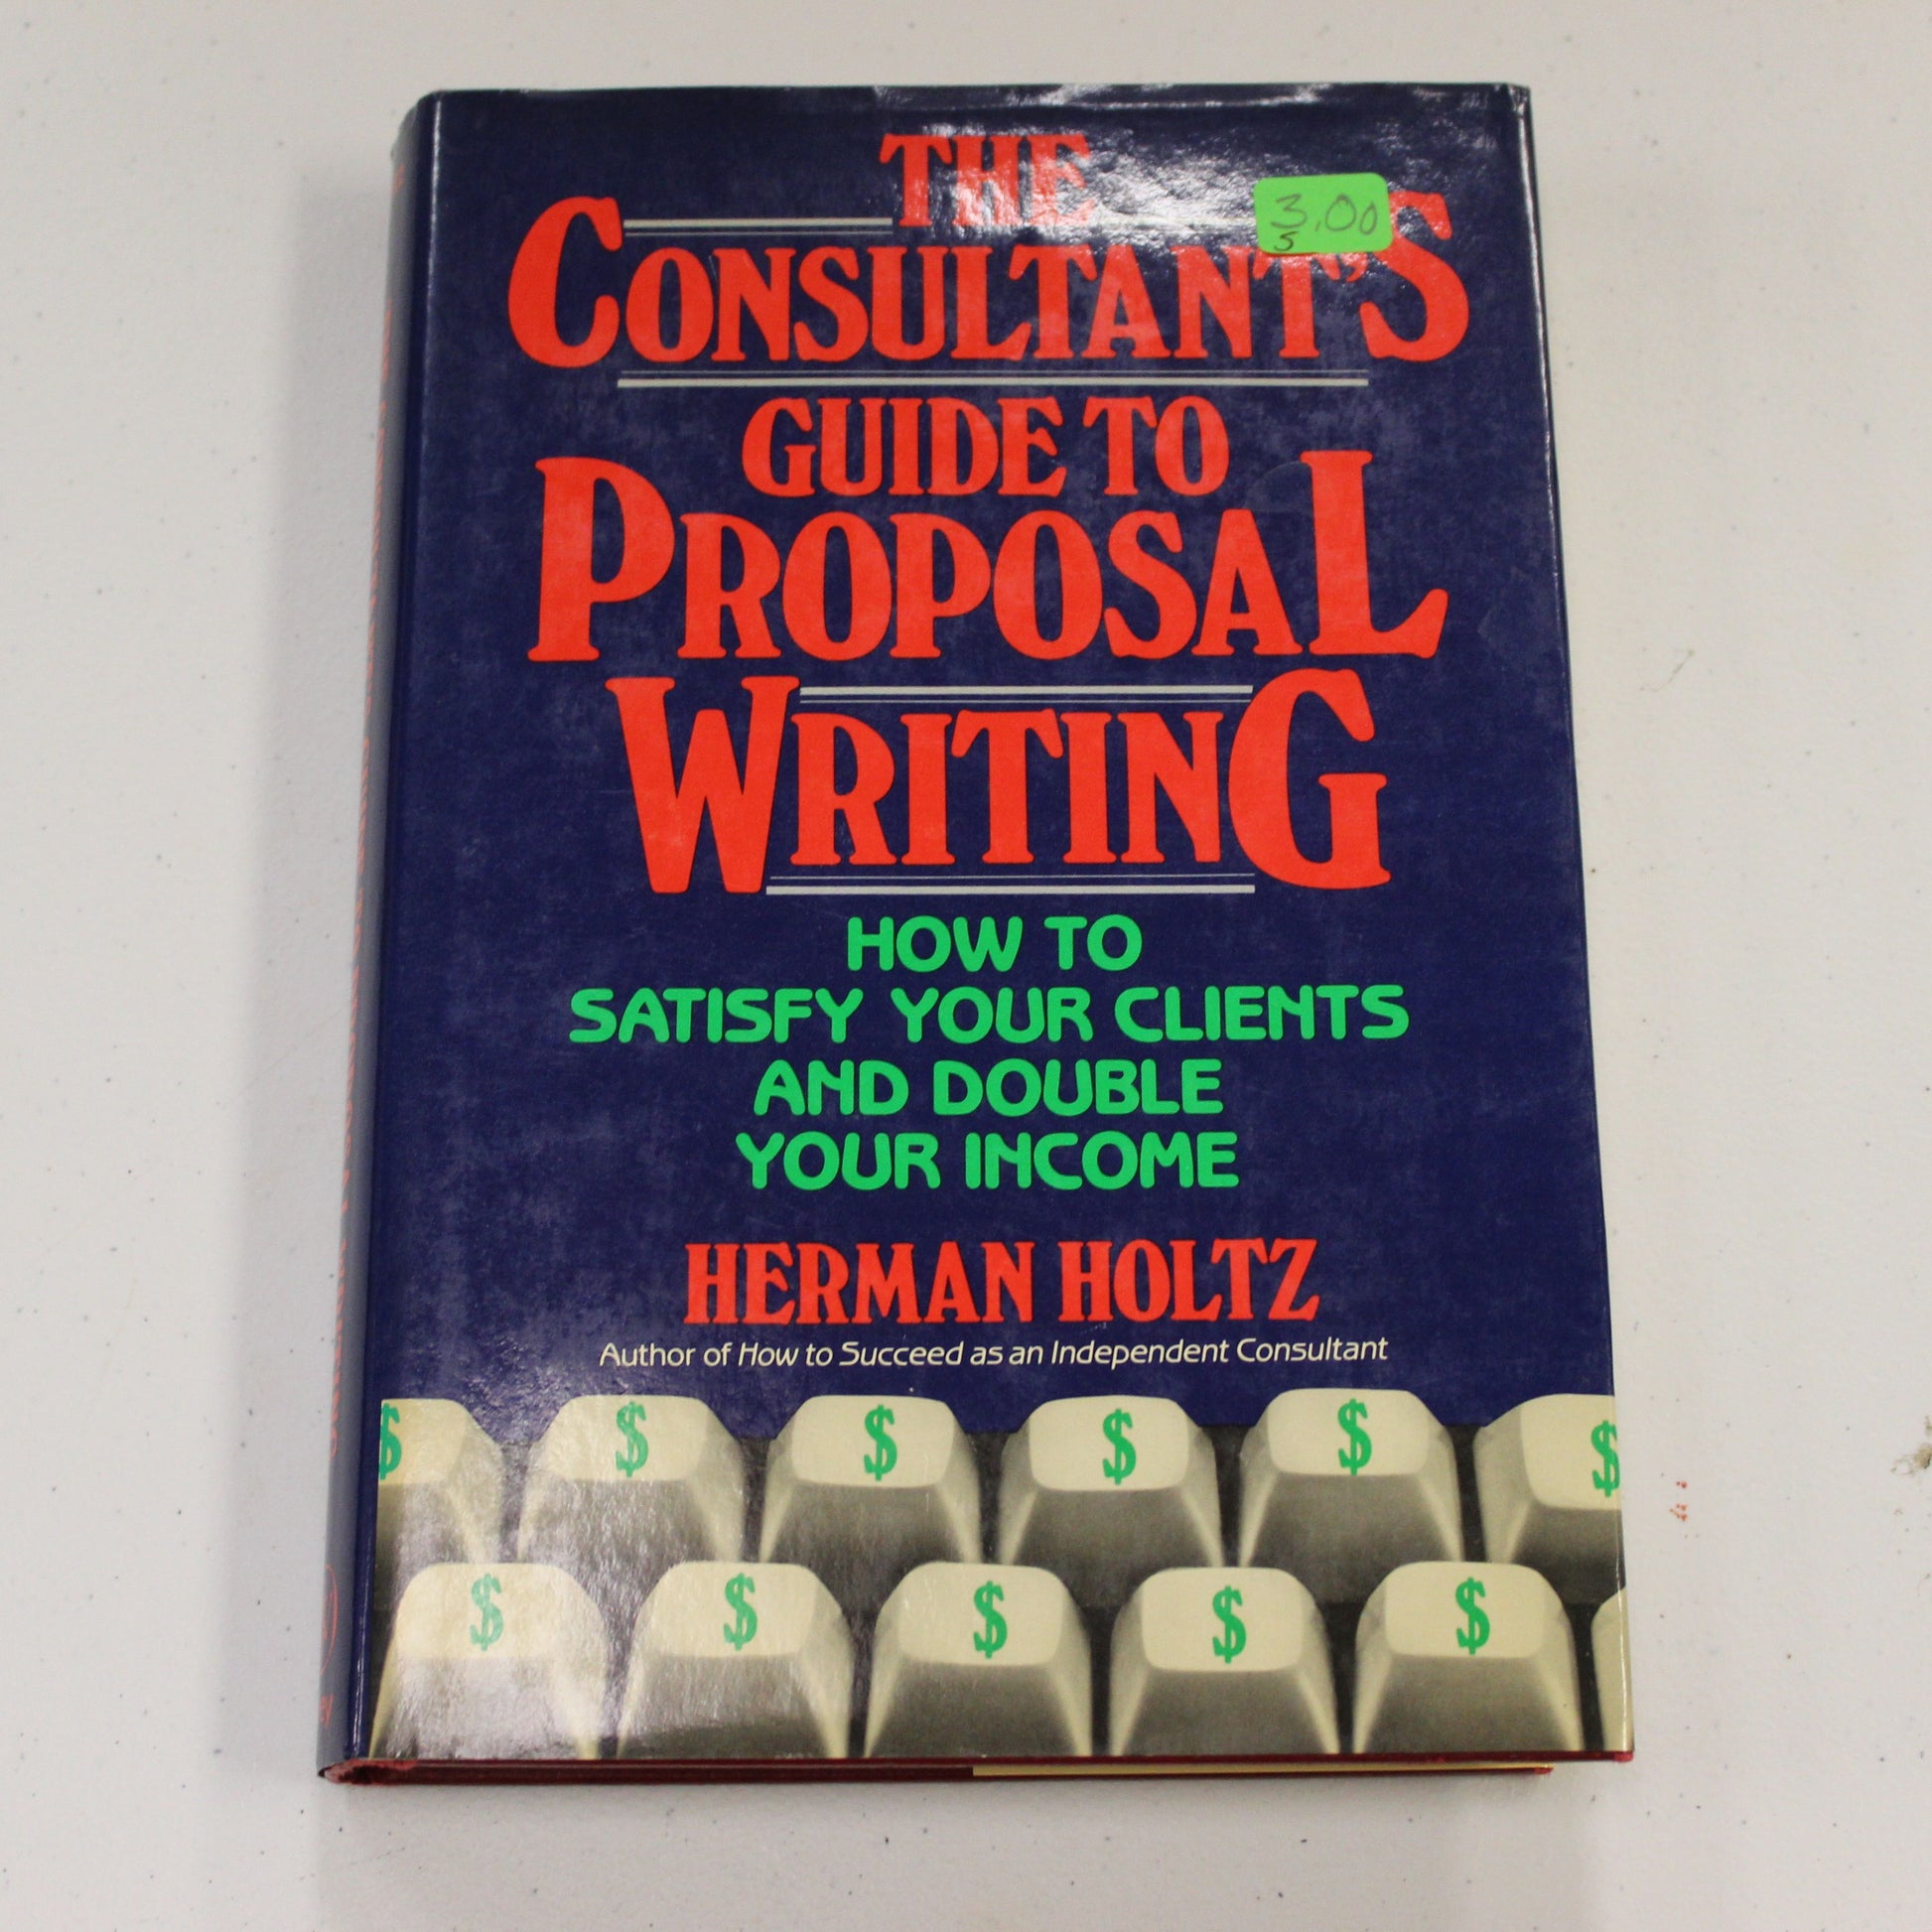 THE
3.00
5
CONSULTANT'S
GUIDE TO
PROPOSAL
WRITING
HOW TO
SATISFY YOUR CLIENTS
AND DOUBLE
YOUR INCOME
HERMAN HOLTZ
Author of How to Succeed as an Independent Consultant
$ $ $ $ $ $
$ $ $ $ $